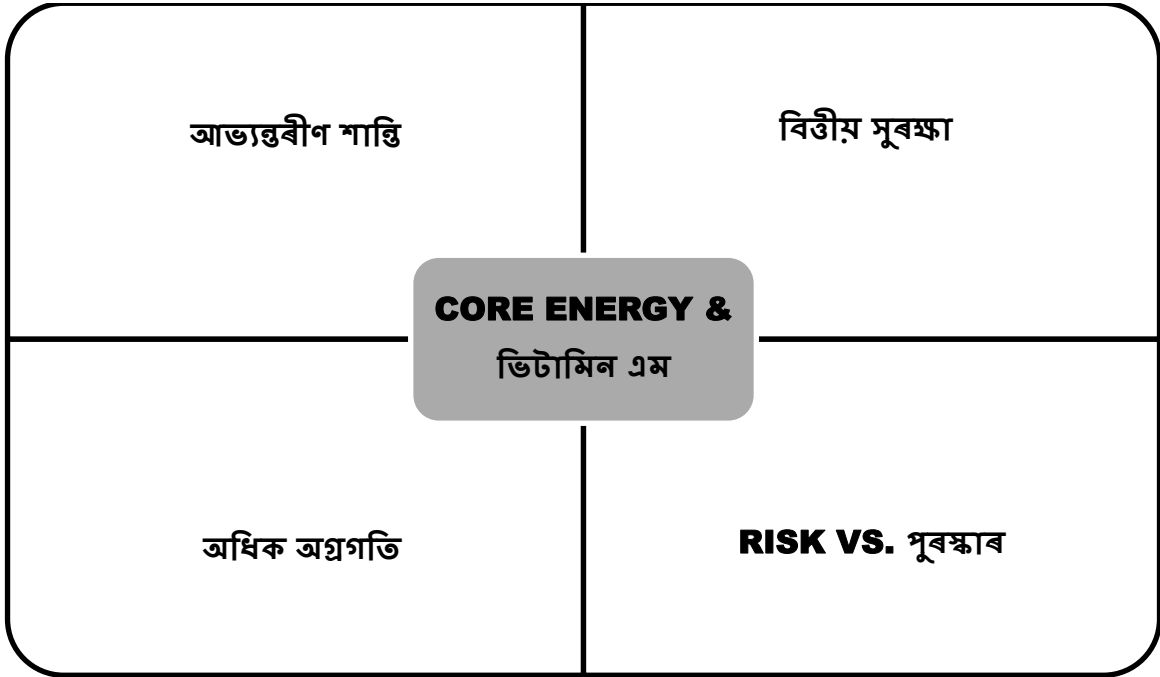 আভ্যন্তৰীণ শান্তি
বিত্তীয় সুৰক্ষা
CORE ENERGY &
ভিটামিন এম
অধিক অগ্ৰগতি
RISK VS. পুৰস্কাৰ